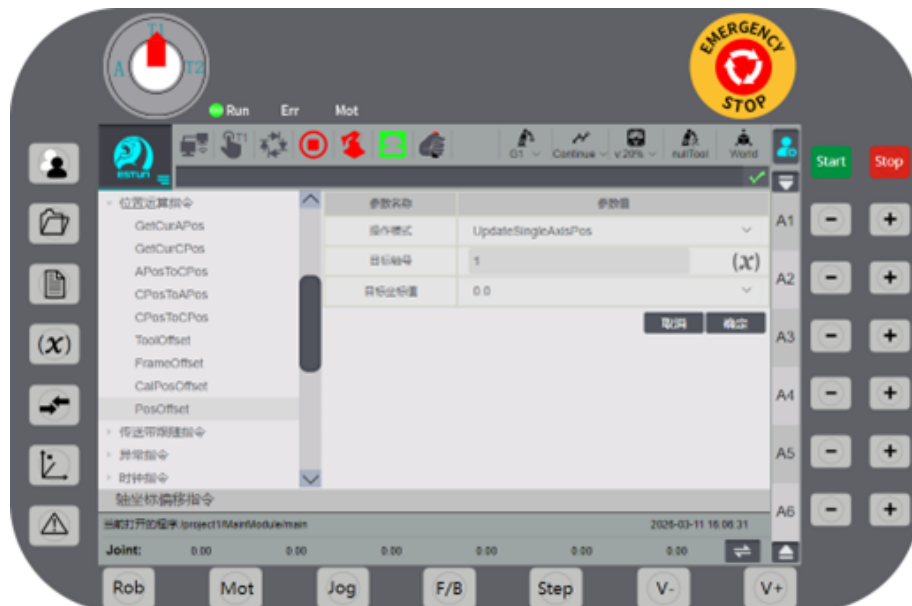 T1
A
T2
EMERGENCY
STOP
Run Err Mot
T1
G1 Continue v:20% nullTool World
ESTUN
Start Stop
位置运算指令
参数名称 参数值
GetCurAPos
操作模式 UpdateSingleAxisPos
A1 - +
GetCurCPos
目标轴号 1 (x)
APosToCPos
A2 - +
CPosToAPos
目标坐标值 0.0
CPosToCPos
取消 确定
ToolOffset
(x)
A3 - +
FrameOffset
CalPosOffset
A4 - +
PosOffset
传送带跟随指令
异常指令
A5 - +
时钟指令
轴坐标偏移指令
A6 - +
当前打开的程序:/project1/MainModule/main 2026-03-11 16:06:31
Joint: 0.00 0.00 0.00 0.00 0.00 0.00
Rob Mot Jog F/B Step V- V+